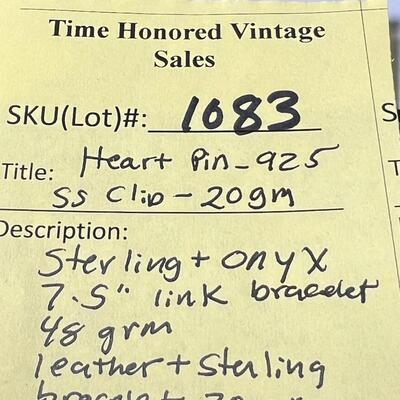 Time Honored Vintage
Sales
SKU(Lot)#: 1083
Title: Heart Pin - 925
SS Clip - 20gm
Description:
Sterling + onyx
7.5" link bracelet
48 grm
leather + Sterling
bracelet
S
T